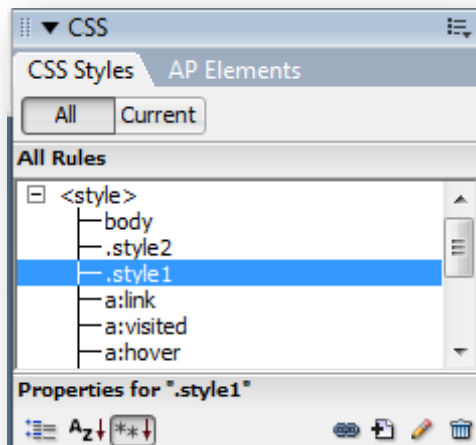 CSS
CSS Styles AP Elements
All Current
All Rules
<style>
body
.style2
.style1
a:link
a:visited
a:hover
Properties for ".style1"
Az **